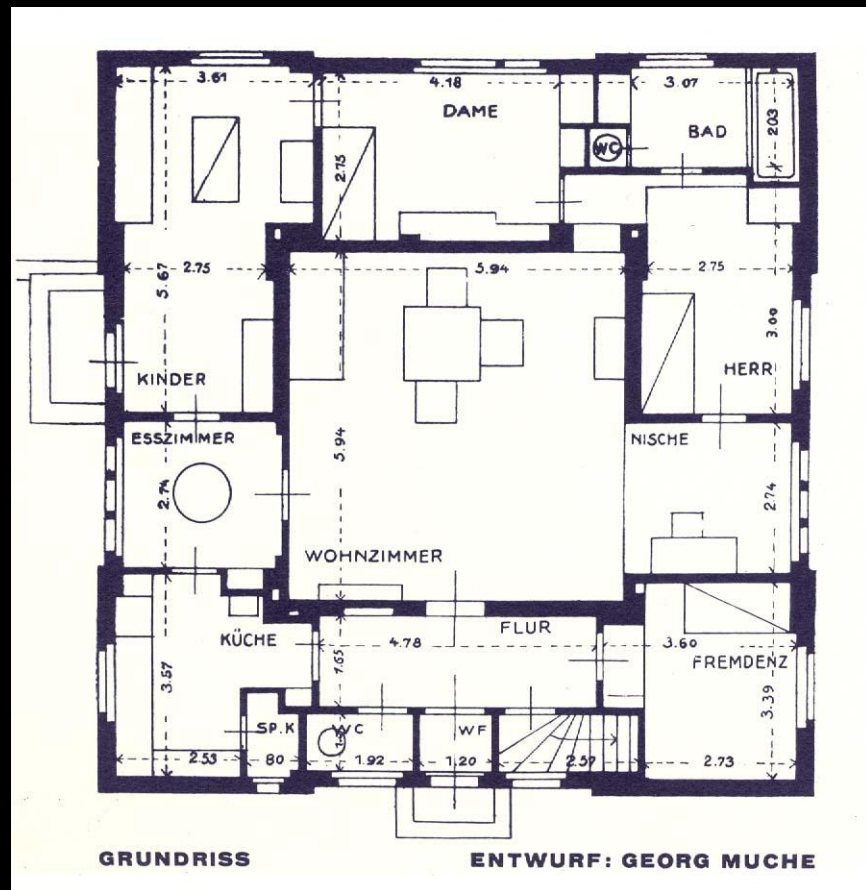 3.61
4.18
3.07
DAME
BAD
203
WC
2.75
2.75
5.94
2.75
5.67
3.00
KINDER
HERR
ESSZIMMER
NISCHE
5.94
2.74
2.74
WOHNZIMMER
KÜCHE
FLUR
4.78
3.60
FREMDENZ
1.65
3.57
3.39
SP.K
WC
WF
2.53
80
1.92
1.20
2.57
2.73
GRUNDRISS
ENTWURF: GEORG MUCHE